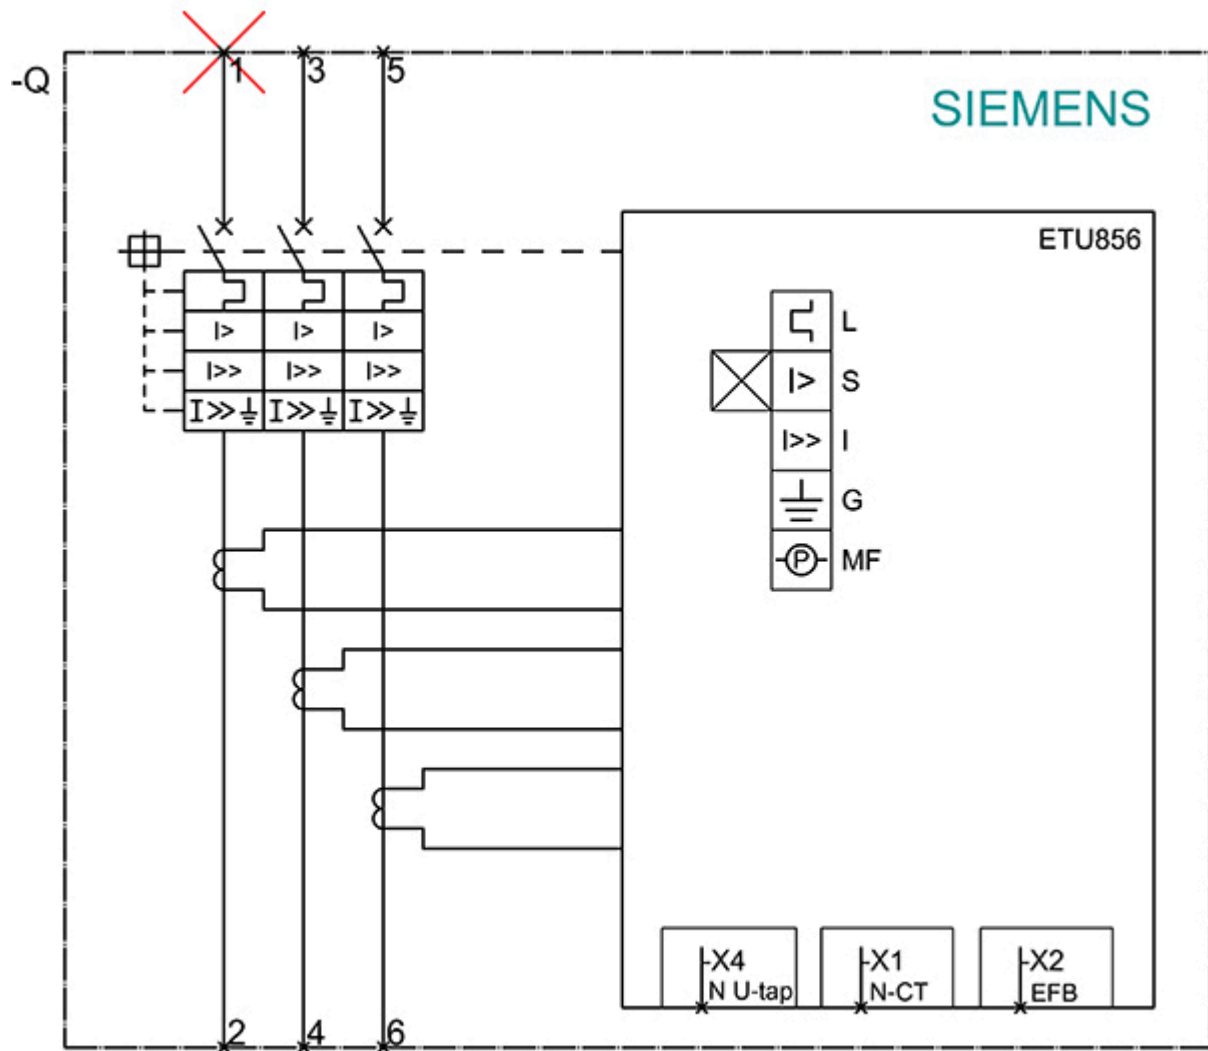 1 3 5
-Q
SIEMENS
ETU856
L
I> I> I>
I> S
I>> I>> I>>
I>> I
I>> I>> I>>
G
P MF
-X4 -X1 -X2
N U-tap N-CT EFB
2 4 6